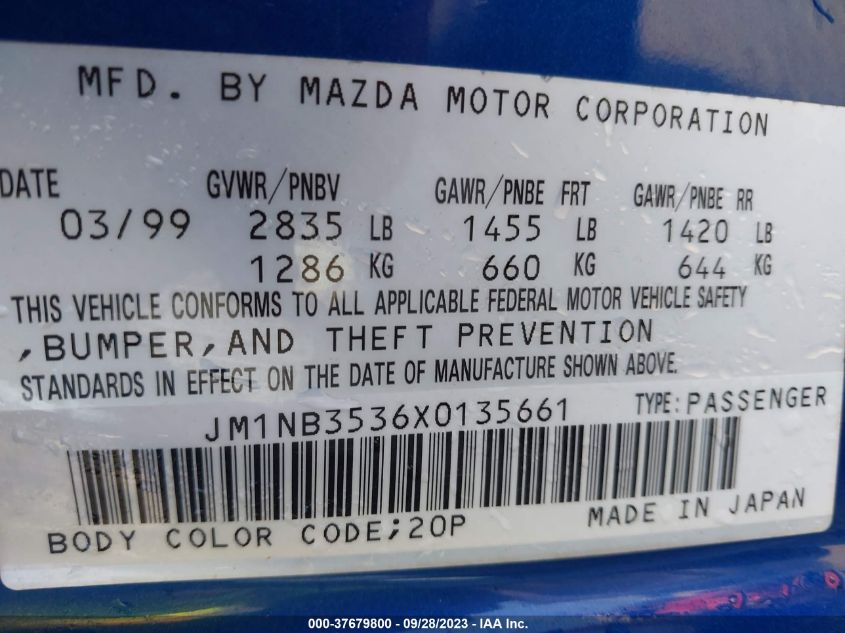 MFD. BY MAZDA MOTOR CORPORATION
DATE GVWR/PNBV GAWR/PNBE FRT GAWR/PNBE RR
03/99 2835 LB 1455 LB 1420 LB
1286 KG 660 KG 644 KG
THIS VEHICLE CONFORMS TO ALL APPLICABLE FEDERAL MOTOR VEHICLE SAFETY
,BUMPER,AND THEFT PREVENTION
STANDARDS IN EFFECT ON THE DATE OF MANUFACTURE SHOWN ABOVE.
JM1NB3536X0135661 TYPE:PASSENGER
BODY COLOR CODE;20P MADE IN JAPAN
000-37679800 - 09/28/2023 - IAA Inc.